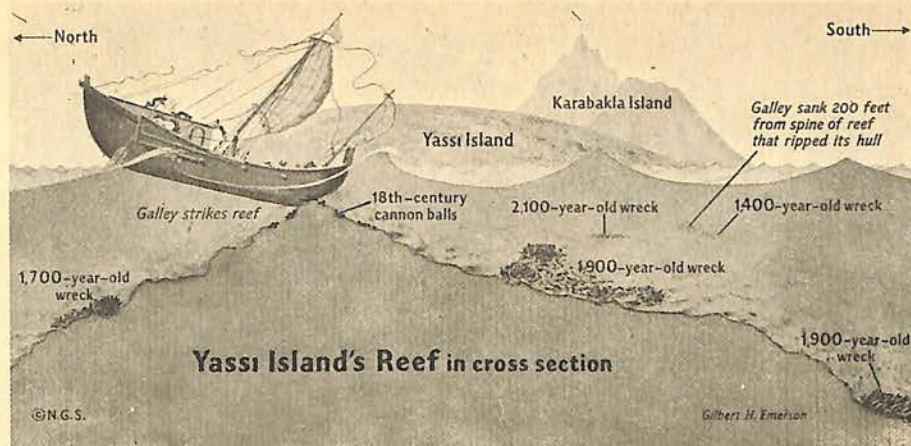 North
South
Karabakla Island
Galley sank 200 feet
from spine of reef
that ripped its hull
Yassı Island
18th-century
cannon balls
Galley strikes reef
2,100-year-old wreck
1,400-year-old wreck
1,700-year-old
wreck
1,900-year-old wreck
1,900-year-old
wreck
Yassı Island's Reef in cross section
©N.G.S.
Gilbert H. Emerson